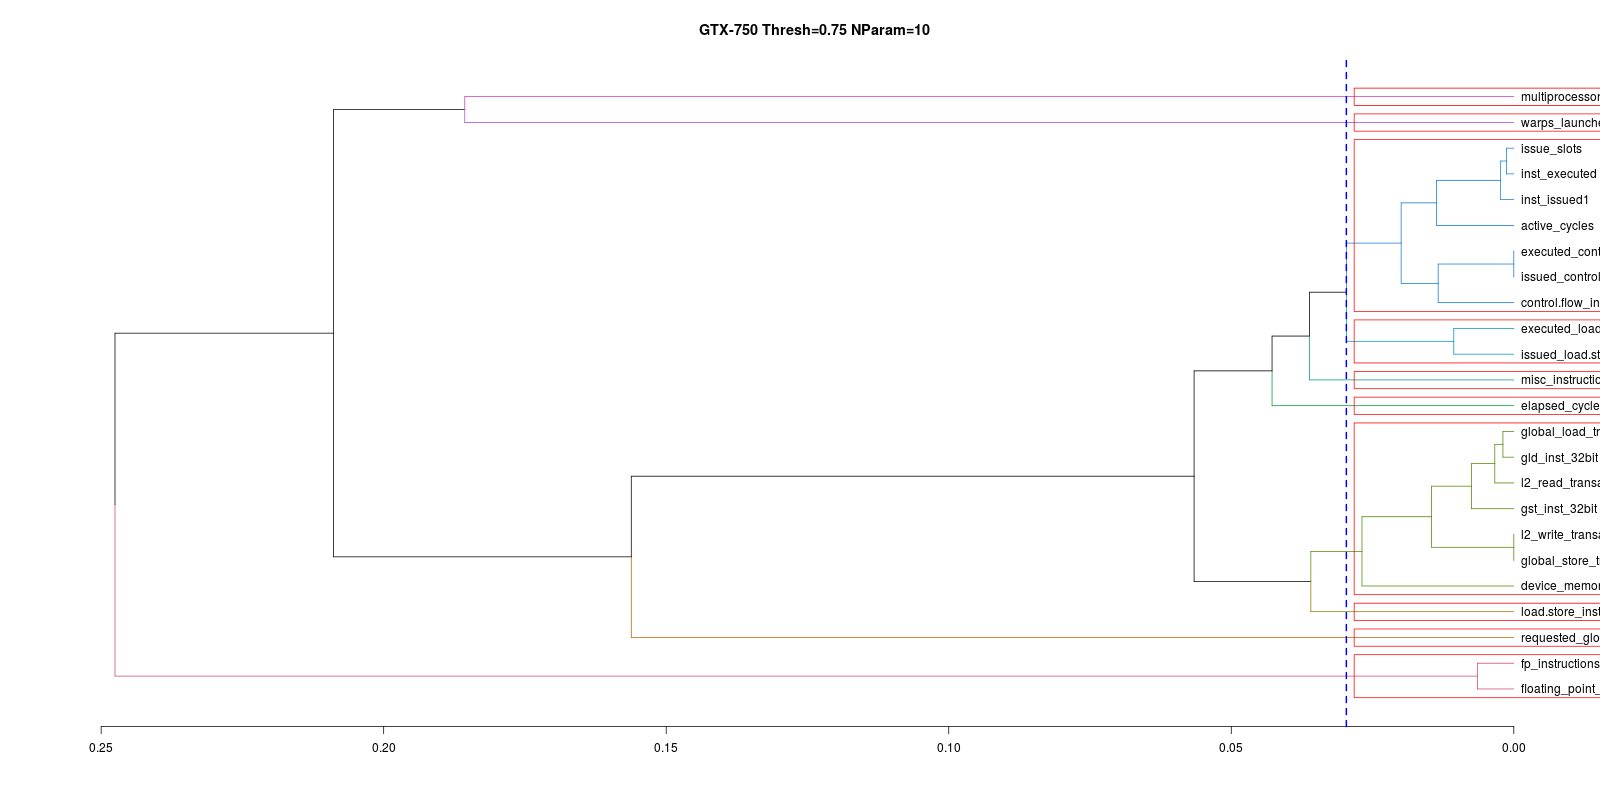 GTX-750 Thresh=0.75 NParam=10
multiprocessor
warps_launche
issue_slots
inst_executed
inst_issued1
active_cycles
executed_cont
issued_control
control.flow_in
executed_load
issued_load.st
misc_instructio
elapsed_cycle
global_load_tr
gld_inst_32bit
l2_read_transa
gst_inst_32bit
l2_write_transa
global_store_t
device_memor
load.store_inst
requested_glo
fp_instructions
floating_point_
0.25 0.20 0.15 0.10 0.05 0.00